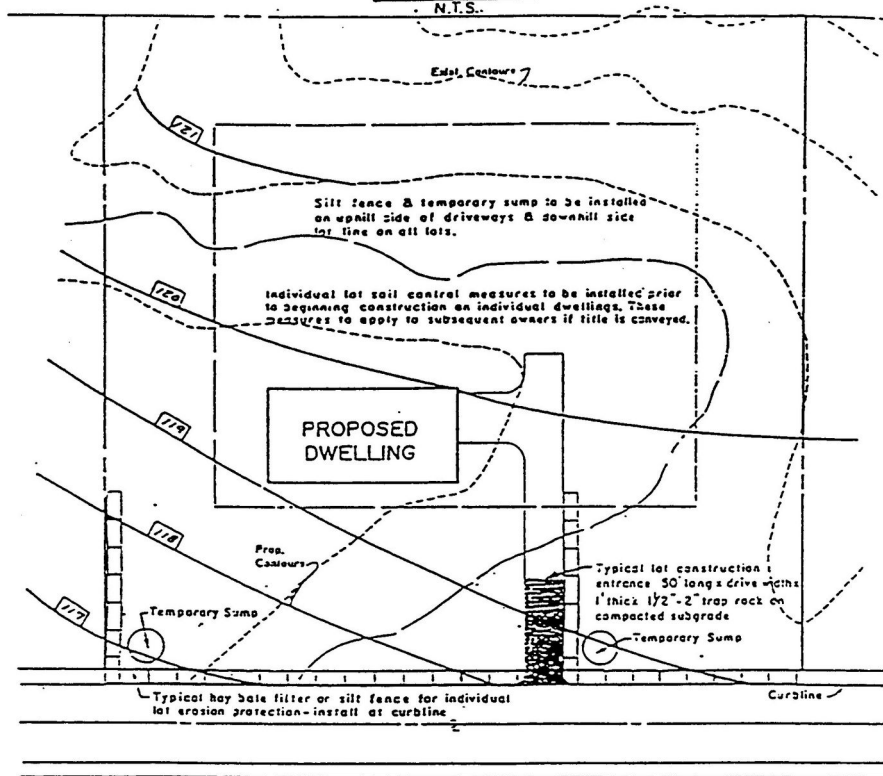 N.T.S.
Exist. Contours
121
Silt fence & temporary sump to be installed
on uphill side of driveways & downhill side
lot line on all lots.
120
Individual lot soil control measures to be installed prior
to beginning construction on individual dwellings. These
measures to apply to subsequent owners if title is conveyed.
119
PROPOSED
DWELLING
118
Prop.
Contours
Typical lot construction
entrance 50' long x drive width x
1' thick 1 1/2" - 2" trap rock on
compacted subgrade
117
Temporary Sump
Temporary Sump
Typical hay bale filter or silt fence for individual
lot erosion protection - install at curbline
Curbline